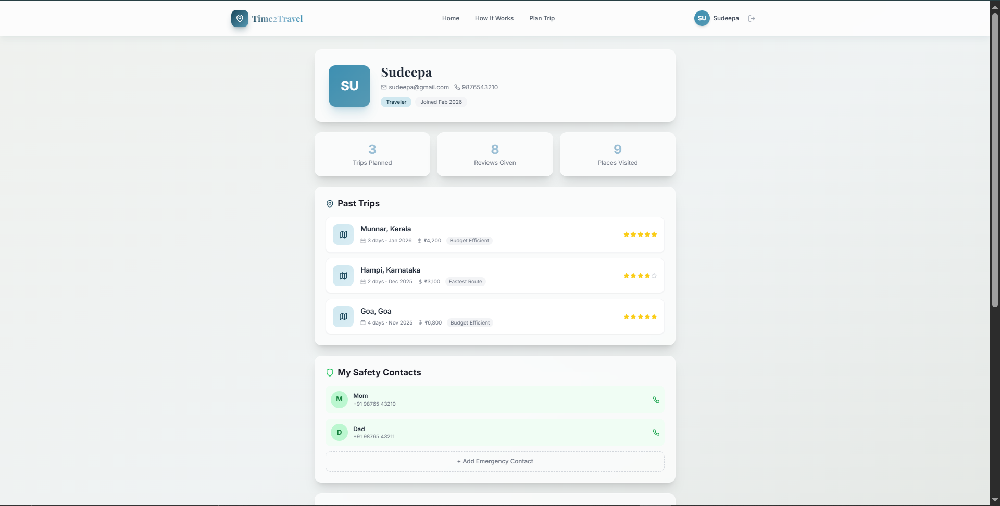 Time2Travel
Home
How It Works
Plan Trip
SU
Sudeepa
SU
Sudeepa
sudeepa@gmail.com
9876543210
Traveler
Joined Feb 2026
3
Trips Planned
8
Reviews Given
9
Places Visited
Past Trips
Munnar, Kerala
3 days · Jan 2026
₹4,200
Budget Efficient
Hampi, Karnataka
2 days · Dec 2025
₹3,100
Fastest Route
Goa, Goa
4 days · Nov 2025
₹6,800
Budget Efficient
My Safety Contacts
M
Mom
+91 98765 43210
D
Dad
+91 98765 43211
+ Add Emergency Contact